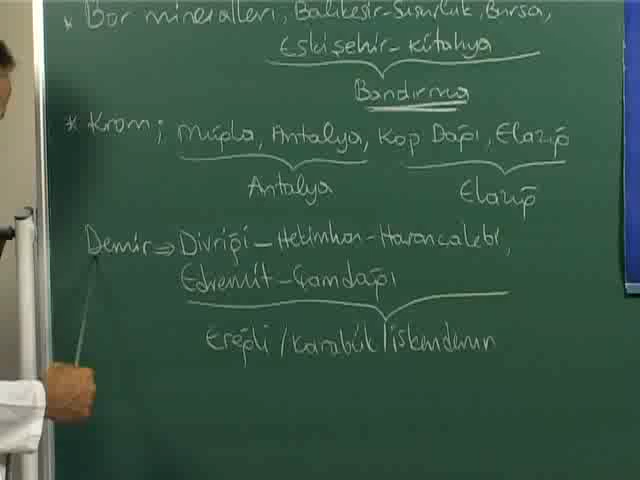 * Bor mineralleri, Balıkesir-Susurluk, Bursa,
Eskişehir-Kütahya
Bandırma
* Krom; Muğla, Antalya, Kop Dağı, Elazığ
Antalya Elazığ
Demir ⇒ Divriği-Hekimhan-Hasançelebi,
Edremit-Çamdağı
Ereğli/Karabük/İskenderun